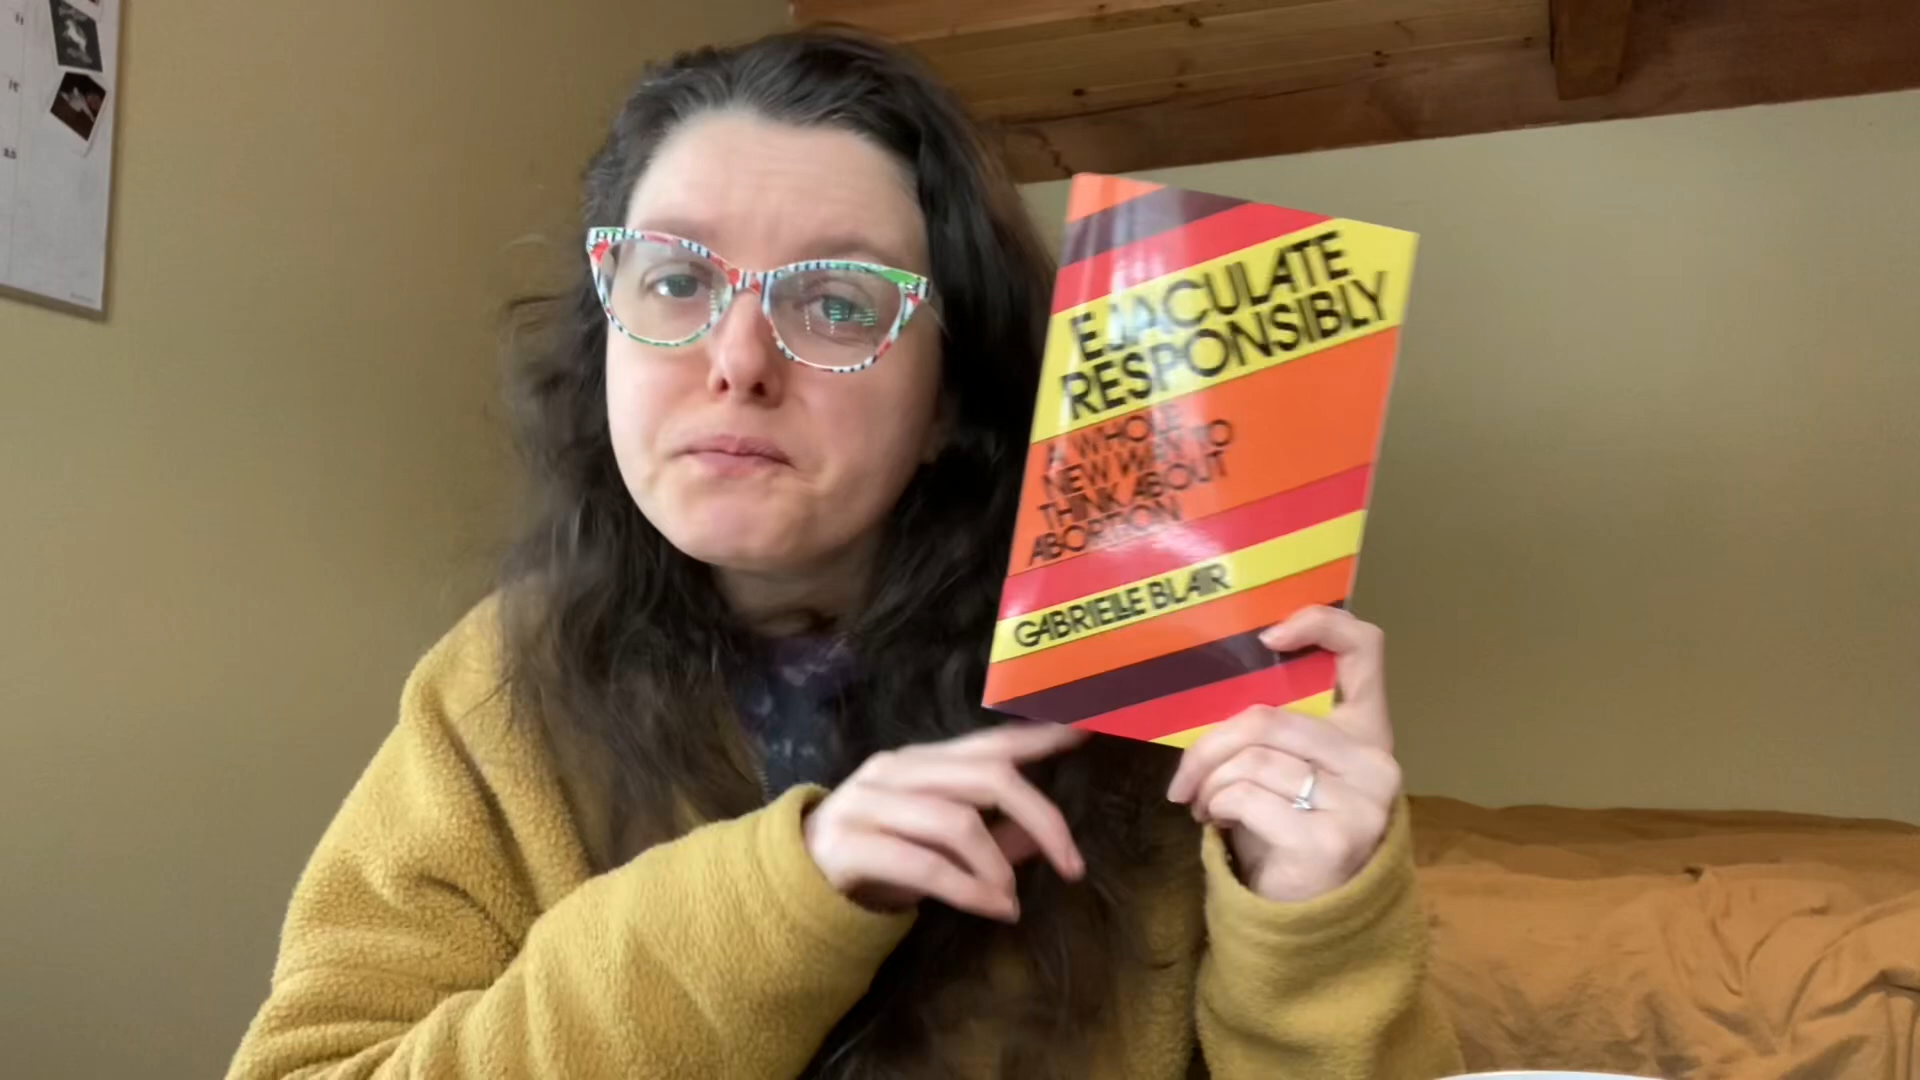 EJACULATE
RESPONSIBLY
A WHOLE
NEW WAY TO
THINK ABOUT
ABORTION
GABRIELLE BLAIR